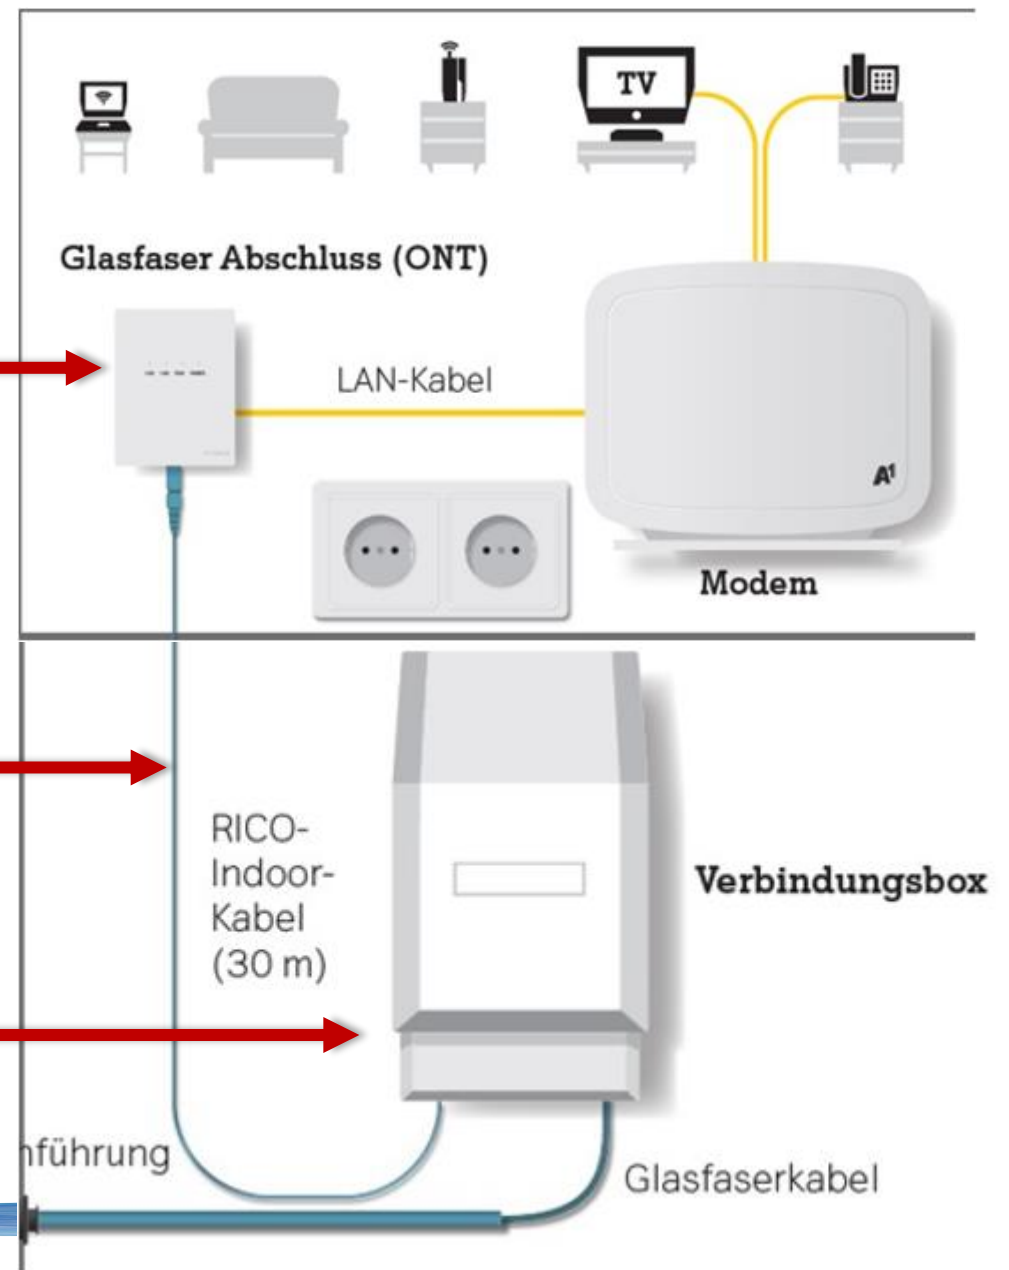 TV
Glasfaser Abschluss (ONT)
LAN-Kabel
A1
Modem
RICO-
Indoor-
Kabel
(30 m)
Verbindungsbox
nführung
Glasfaserkabel